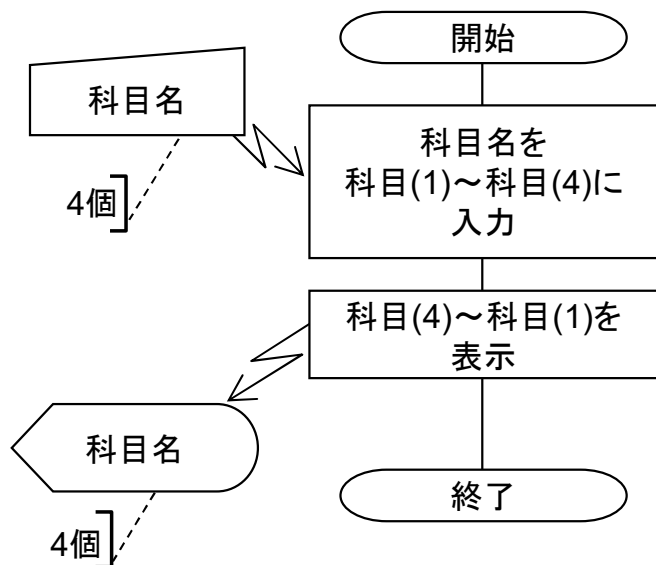 開始
科目名
科目名を
科目(1)～科目(4)に
入力
4個
科目(4)～科目(1)を
表示
科目名
終了
4個